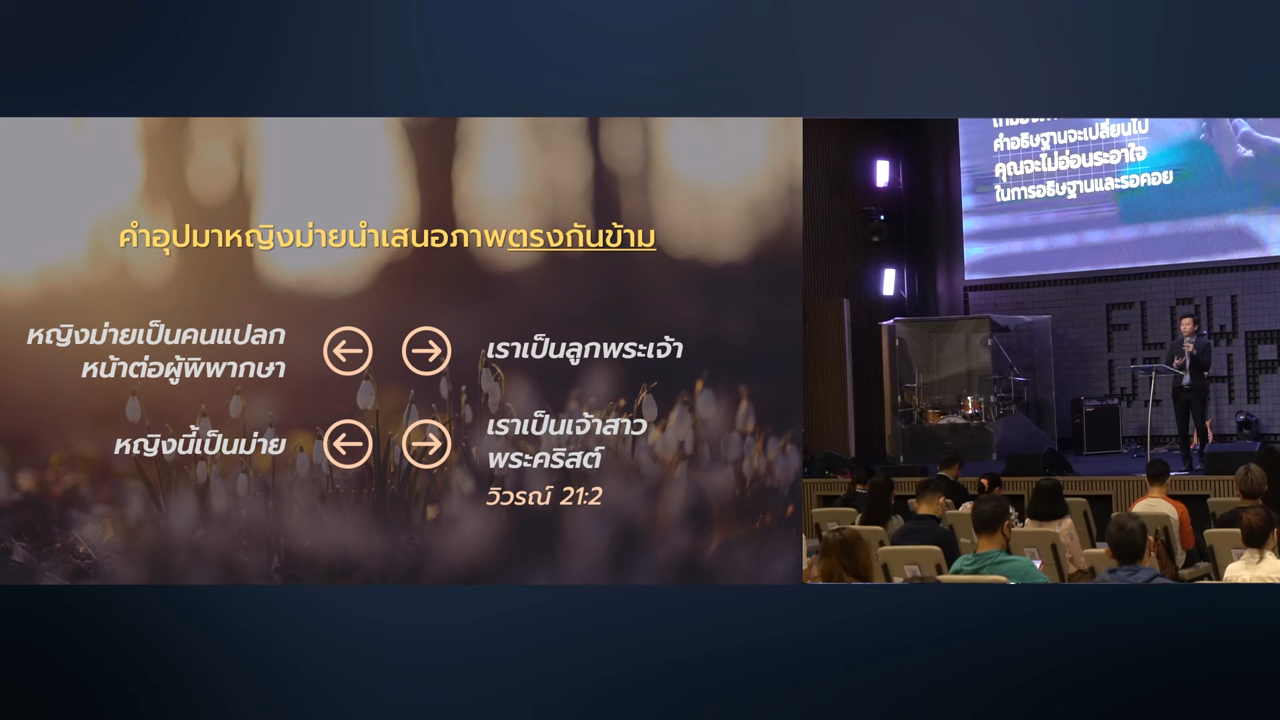 คำอุปมาหญิงม่ายนำเสนอภาพตรงกันข้าม
หญิงม่ายเป็นคนแปลก
หน้าต่อผู้พิพากษา
เราเป็นลูกพระเจ้า
หญิงนี้เป็นม่าย
เราเป็นเจ้าสาว
พระคริสต์
วิวรณ์ 21:2
คำอธิษฐานจะเปลี่ยนไป
คุณจะไม่อ่อนระอาใจ
ในการอธิษฐานและรอคอย
FLOW